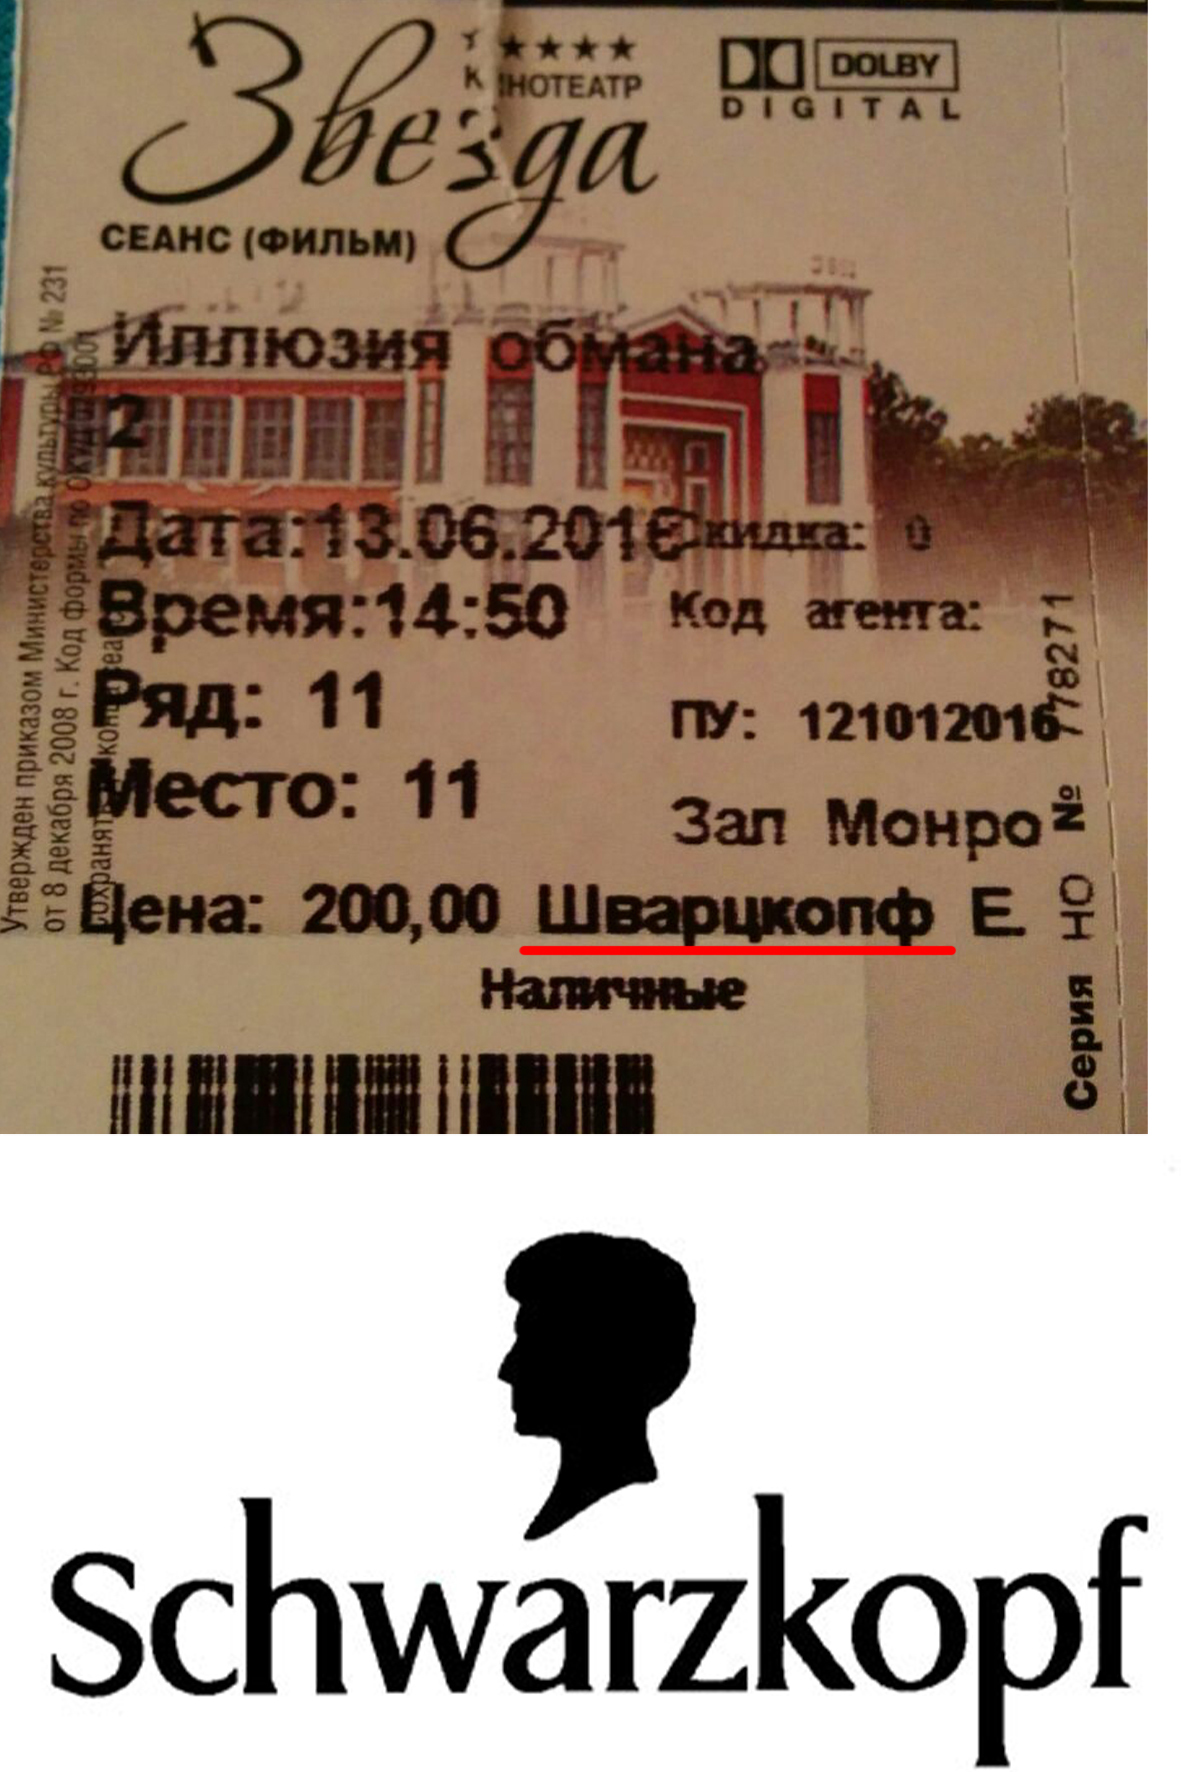 КИНОТЕАТР
Звезда
DOLBY
DIGITAL
СЕАНС (ФИЛЬМ)
Иллюзия обмана
2
Дата:13.06.2016 Скидка: 0
Время:14:50 Код агента:
Ряд: 11 ПУ: 121012016
Место: 11 Зал Монро
Цена: 200,00 Шварцкопф Е
Наличные
Утвержден приказом Министерства культуры РФ № 231
от 8 декабря 2008 г. Код формы по ОКУД
сохранять
Серия НО № 778271
Schwarzkopf